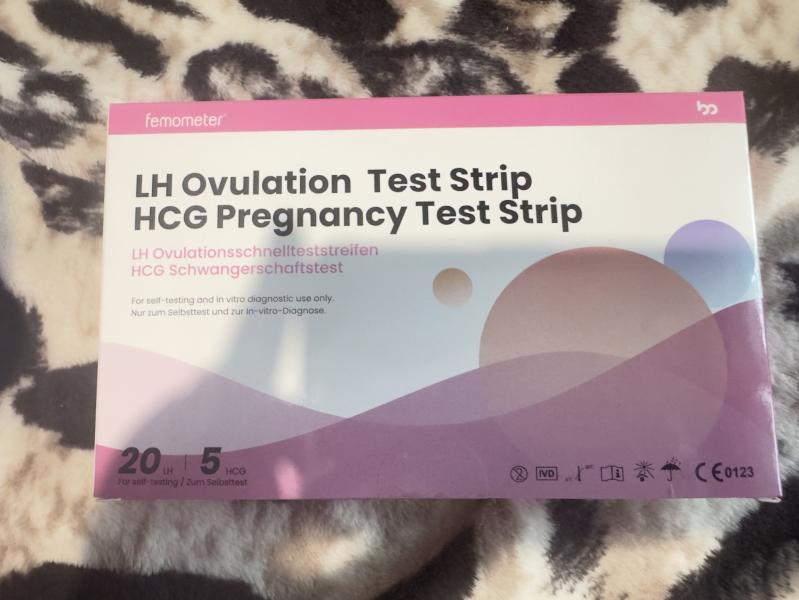 femometer
LH Ovulation Test Strip
HCG Pregnancy Test Strip
LH Ovulationsschnellteststreifen
HCG Schwangerschaftstest
For self-testing and in vitro diagnostic use only.
Nur zum Selbsttest und zur In-vitro-Diagnose.
20 LH | 5 HCG
For self-testing / Zum Selbsttest
IVD
CE0123